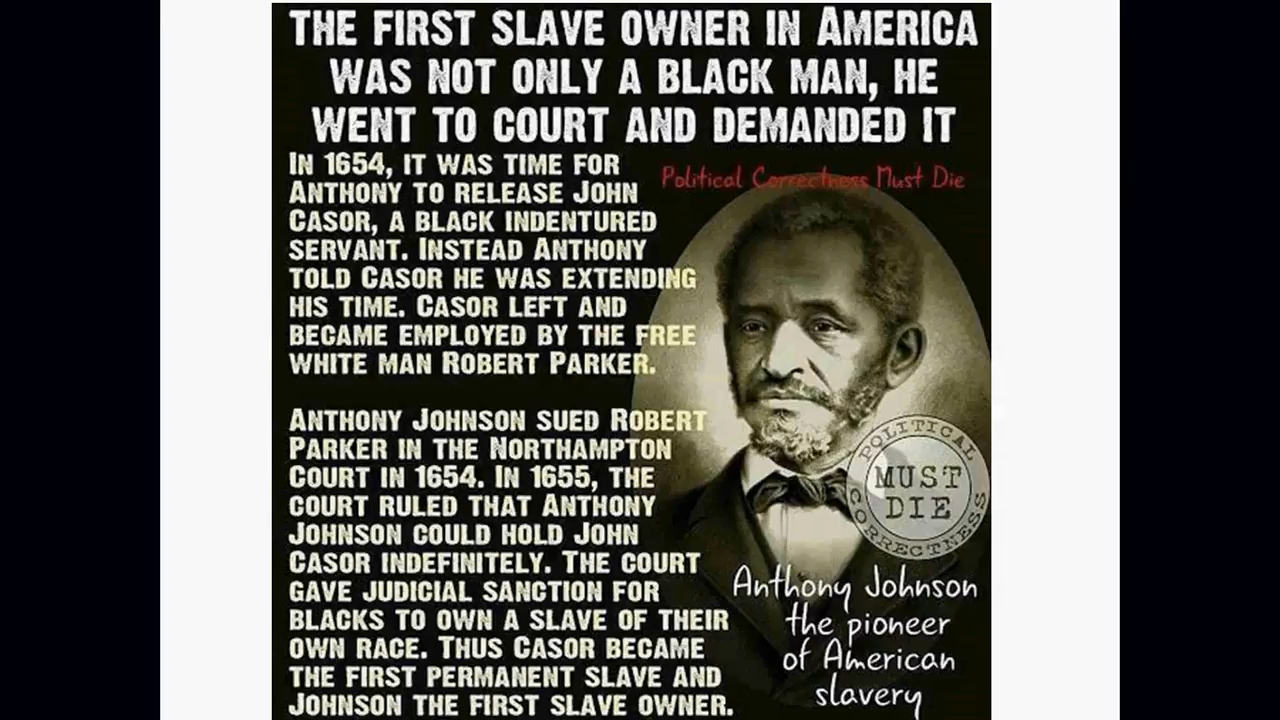 THE FIRST SLAVE OWNER IN AMERICA
WAS NOT ONLY A BLACK MAN, HE
WENT TO COURT AND DEMANDED IT
IN 1654, IT WAS TIME FOR
ANTHONY TO RELEASE JOHN
CASOR, A BLACK INDENTURED
SERVANT. INSTEAD ANTHONY
TOLD CASOR HE WAS EXTENDING
HIS TIME. CASOR LEFT AND
BECAME EMPLOYED BY THE FREE
WHITE MAN ROBERT PARKER.
ANTHONY JOHNSON SUED ROBERT
PARKER IN THE NORTHAMPTON
COURT IN 1654. IN 1655, THE
COURT RULED THAT ANTHONY
JOHNSON COULD HOLD JOHN
CASOR INDEFINITELY. THE COURT
GAVE JUDICIAL SANCTION FOR
BLACKS TO OWN A SLAVE OF THEIR
OWN RACE. THUS CASOR BECAME
THE FIRST PERMANENT SLAVE AND
JOHNSON THE FIRST SLAVE OWNER.
Political Correctness Must Die
POLITICAL
MUST
DIE
CORRECTNESS
Anthony Johnson
the pioneer
of American
slavery